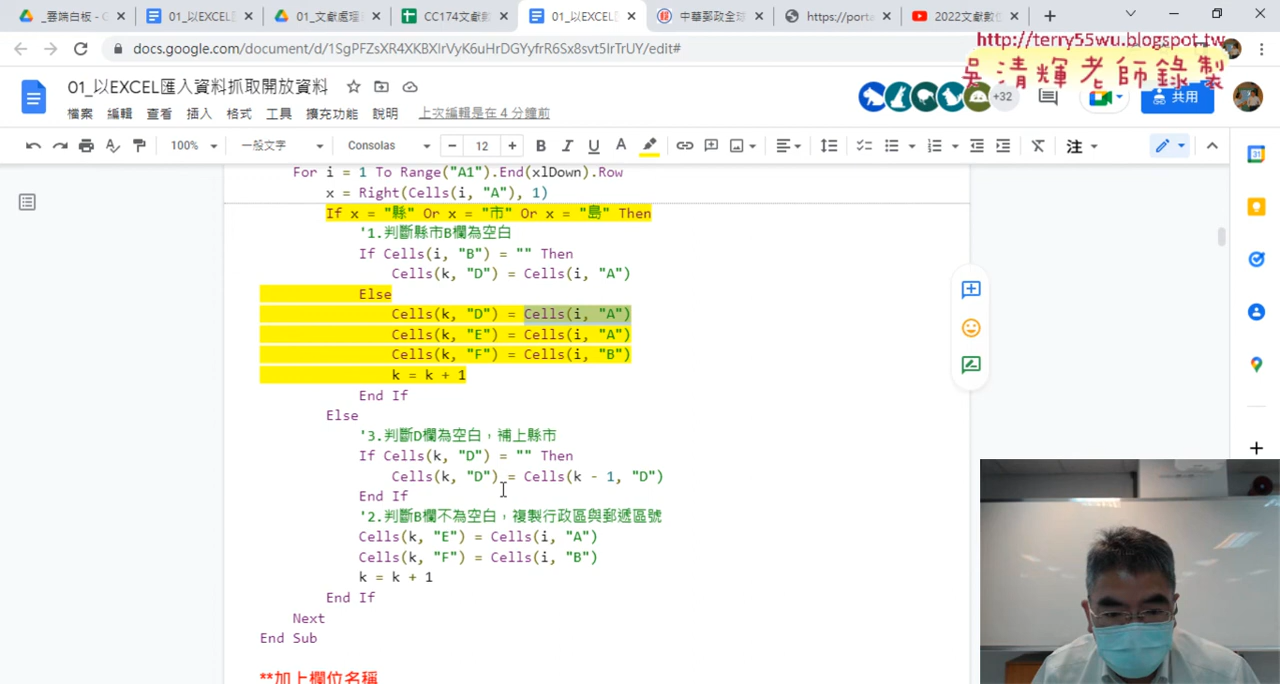 _雲端白板 - G
01_以EXCEL
01_文獻處理
CC174文獻數
01_以EXCEL
中華郵政全球
https://porta
2022文獻數位
docs.google.com/document/d/1SgPFZsXR4XKBXlrVyK6uHrDGYyfrR6Sx8svt5IrTrUY/edit#
http://terry55wu.blogspot.tw
吳清輝老師錄製
01_以EXCEL匯入資料抓取開放資料
檔案 編輯 查看 插入 格式 工具 擴充功能 說明 上次編輯是在 4 分鐘前
+32
共用
100% 一般文字 Consolas 12 注
For i = 1 To Range("A1").End(xlDown).Row
x = Right(Cells(i, "A"), 1)
If x = "縣" Or x = "市" Or x = "島" Then
'1.判斷縣市B欄為空白
If Cells(i, "B") = "" Then
Cells(k, "D") = Cells(i, "A")
Else
Cells(k, "D") = Cells(i, "A")
Cells(k, "E") = Cells(i, "A")
Cells(k, "F") = Cells(i, "B")
k = k + 1
End If
Else
'3.判斷D欄為空白，補上縣市
If Cells(k, "D") = "" Then
Cells(k, "D") = Cells(k - 1, "D")
End If
'2.判斷B欄不為空白，複製行政區與郵遞區號
Cells(k, "E") = Cells(i, "A")
Cells(k, "F") = Cells(i, "B")
k = k + 1
End If
Next
End Sub
**加上欄位名稱